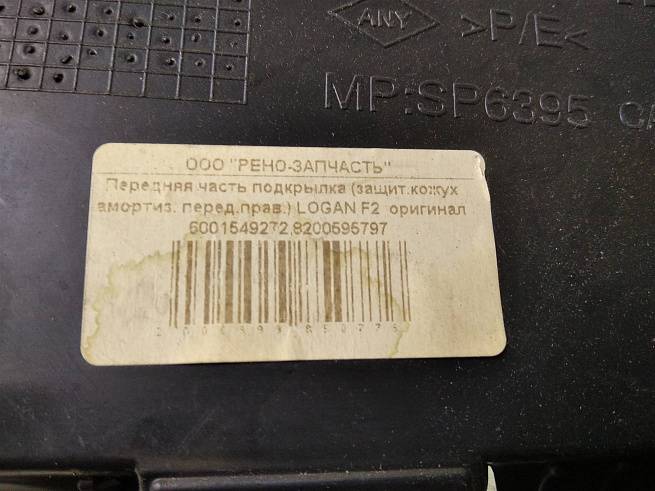 ANY
>P/E<
MP:SP6395
ООО "РЕНО-ЗАПЧАСТЬ"
Передняя часть подкрылка (защит.кожух
амортиз. перед.прав.) LOGAN F2 оригинал
6001549272,8200595797